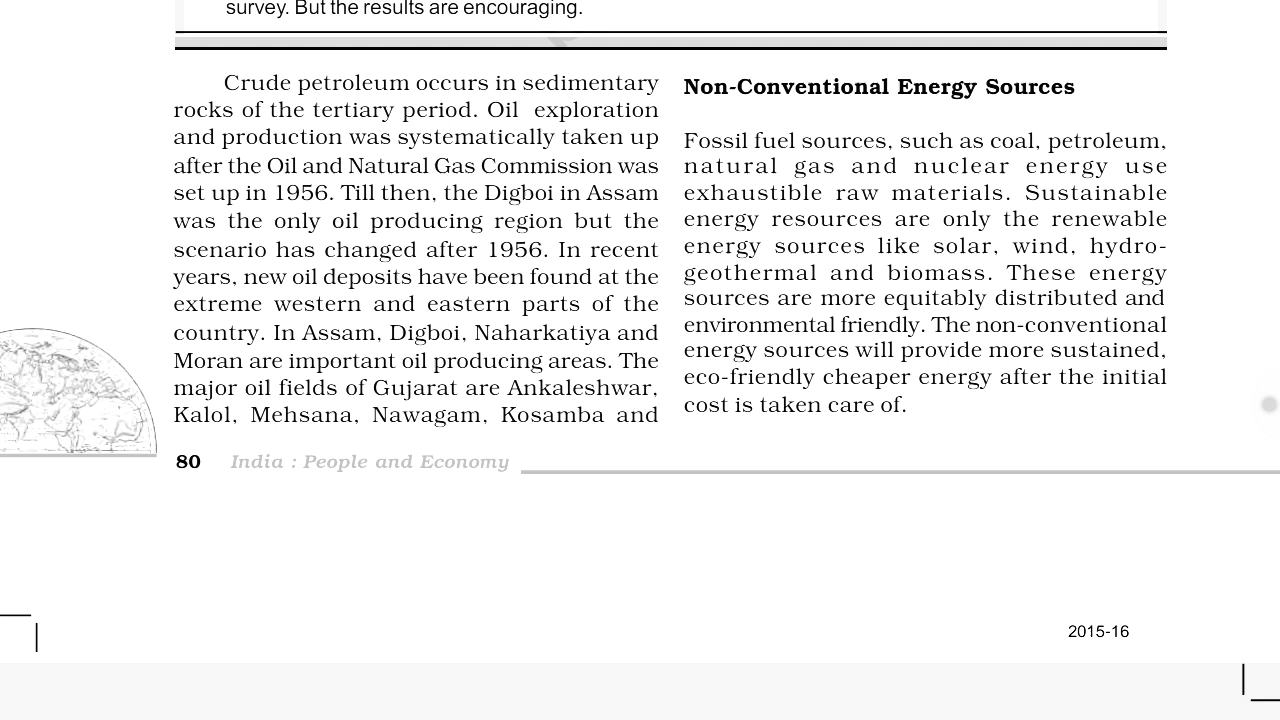 survey. But the results are encouraging.
Crude petroleum occurs in sedimentary
rocks of the tertiary period. Oil exploration
and production was systematically taken up
after the Oil and Natural Gas Commission was
set up in 1956. Till then, the Digboi in Assam
was the only oil producing region but the
scenario has changed after 1956. In recent
years, new oil deposits have been found at the
extreme western and eastern parts of the
country. In Assam, Digboi, Naharkatiya and
Moran are important oil producing areas. The
major oil fields of Gujarat are Ankaleshwar,
Kalol, Mehsana, Nawagam, Kosamba and
Non-Conventional Energy Sources
Fossil fuel sources, such as coal, petroleum,
natural gas and nuclear energy use
exhaustible raw materials. Sustainable
energy resources are only the renewable
energy sources like solar, wind, hydro-
geothermal and biomass. These energy
sources are more equitably distributed and
environmental friendly. The non-conventional
energy sources will provide more sustained,
eco-friendly cheaper energy after the initial
cost is taken care of.
80 India : People and Economy
2015-16